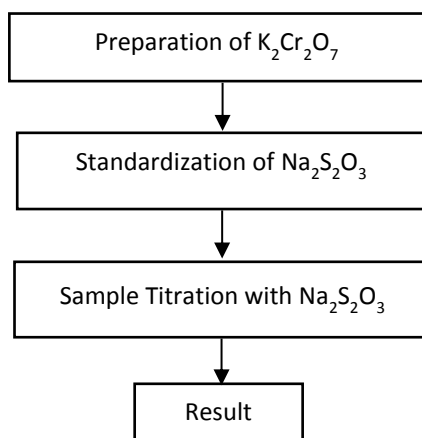 Preparation of K₂Cr₂O₇
Standardization of Na₂S₂O₃
Sample Titration with Na₂S₂O₃
Result